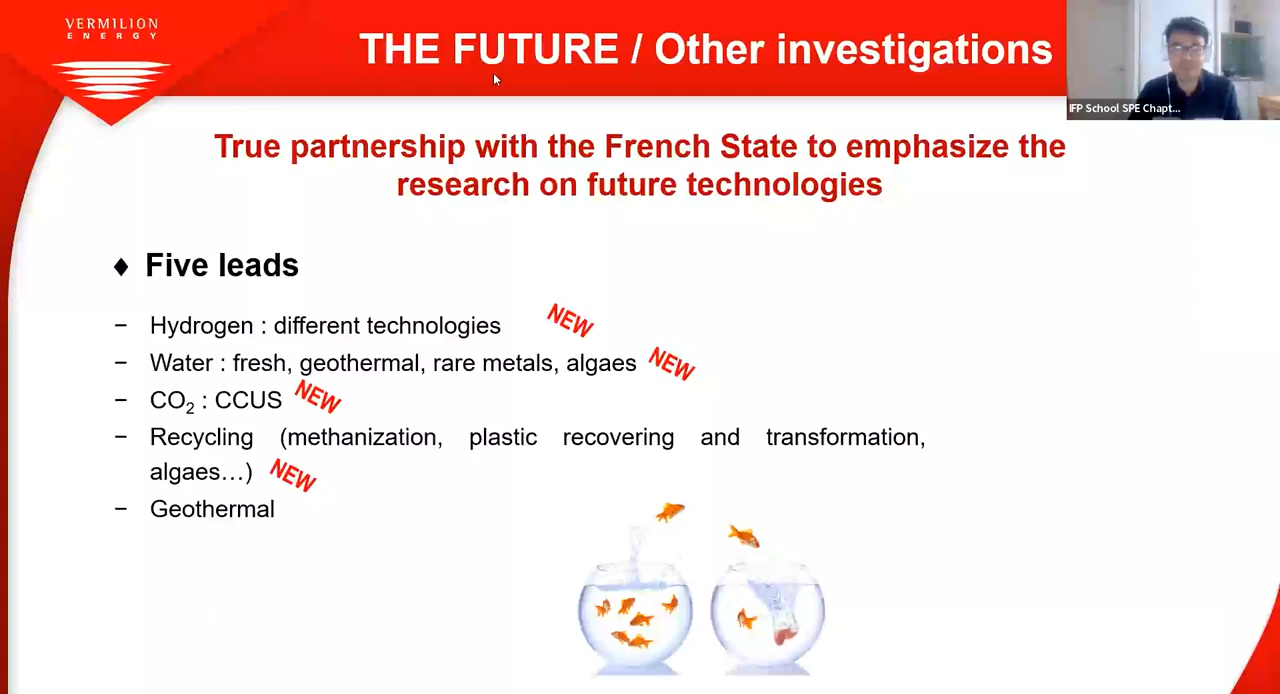 VERMILION
ENERGY
THE FUTURE / Other investigations
IFP School SPE Chapt...
True partnership with the French State to emphasize the
research on future technologies
♦ Five leads
− Hydrogen : different technologies NEW
− Water : fresh, geothermal, rare metals, algaes NEW
− CO₂ : CCUS NEW
− Recycling (methanization, plastic recovering and transformation,
algaes…) NEW
− Geothermal